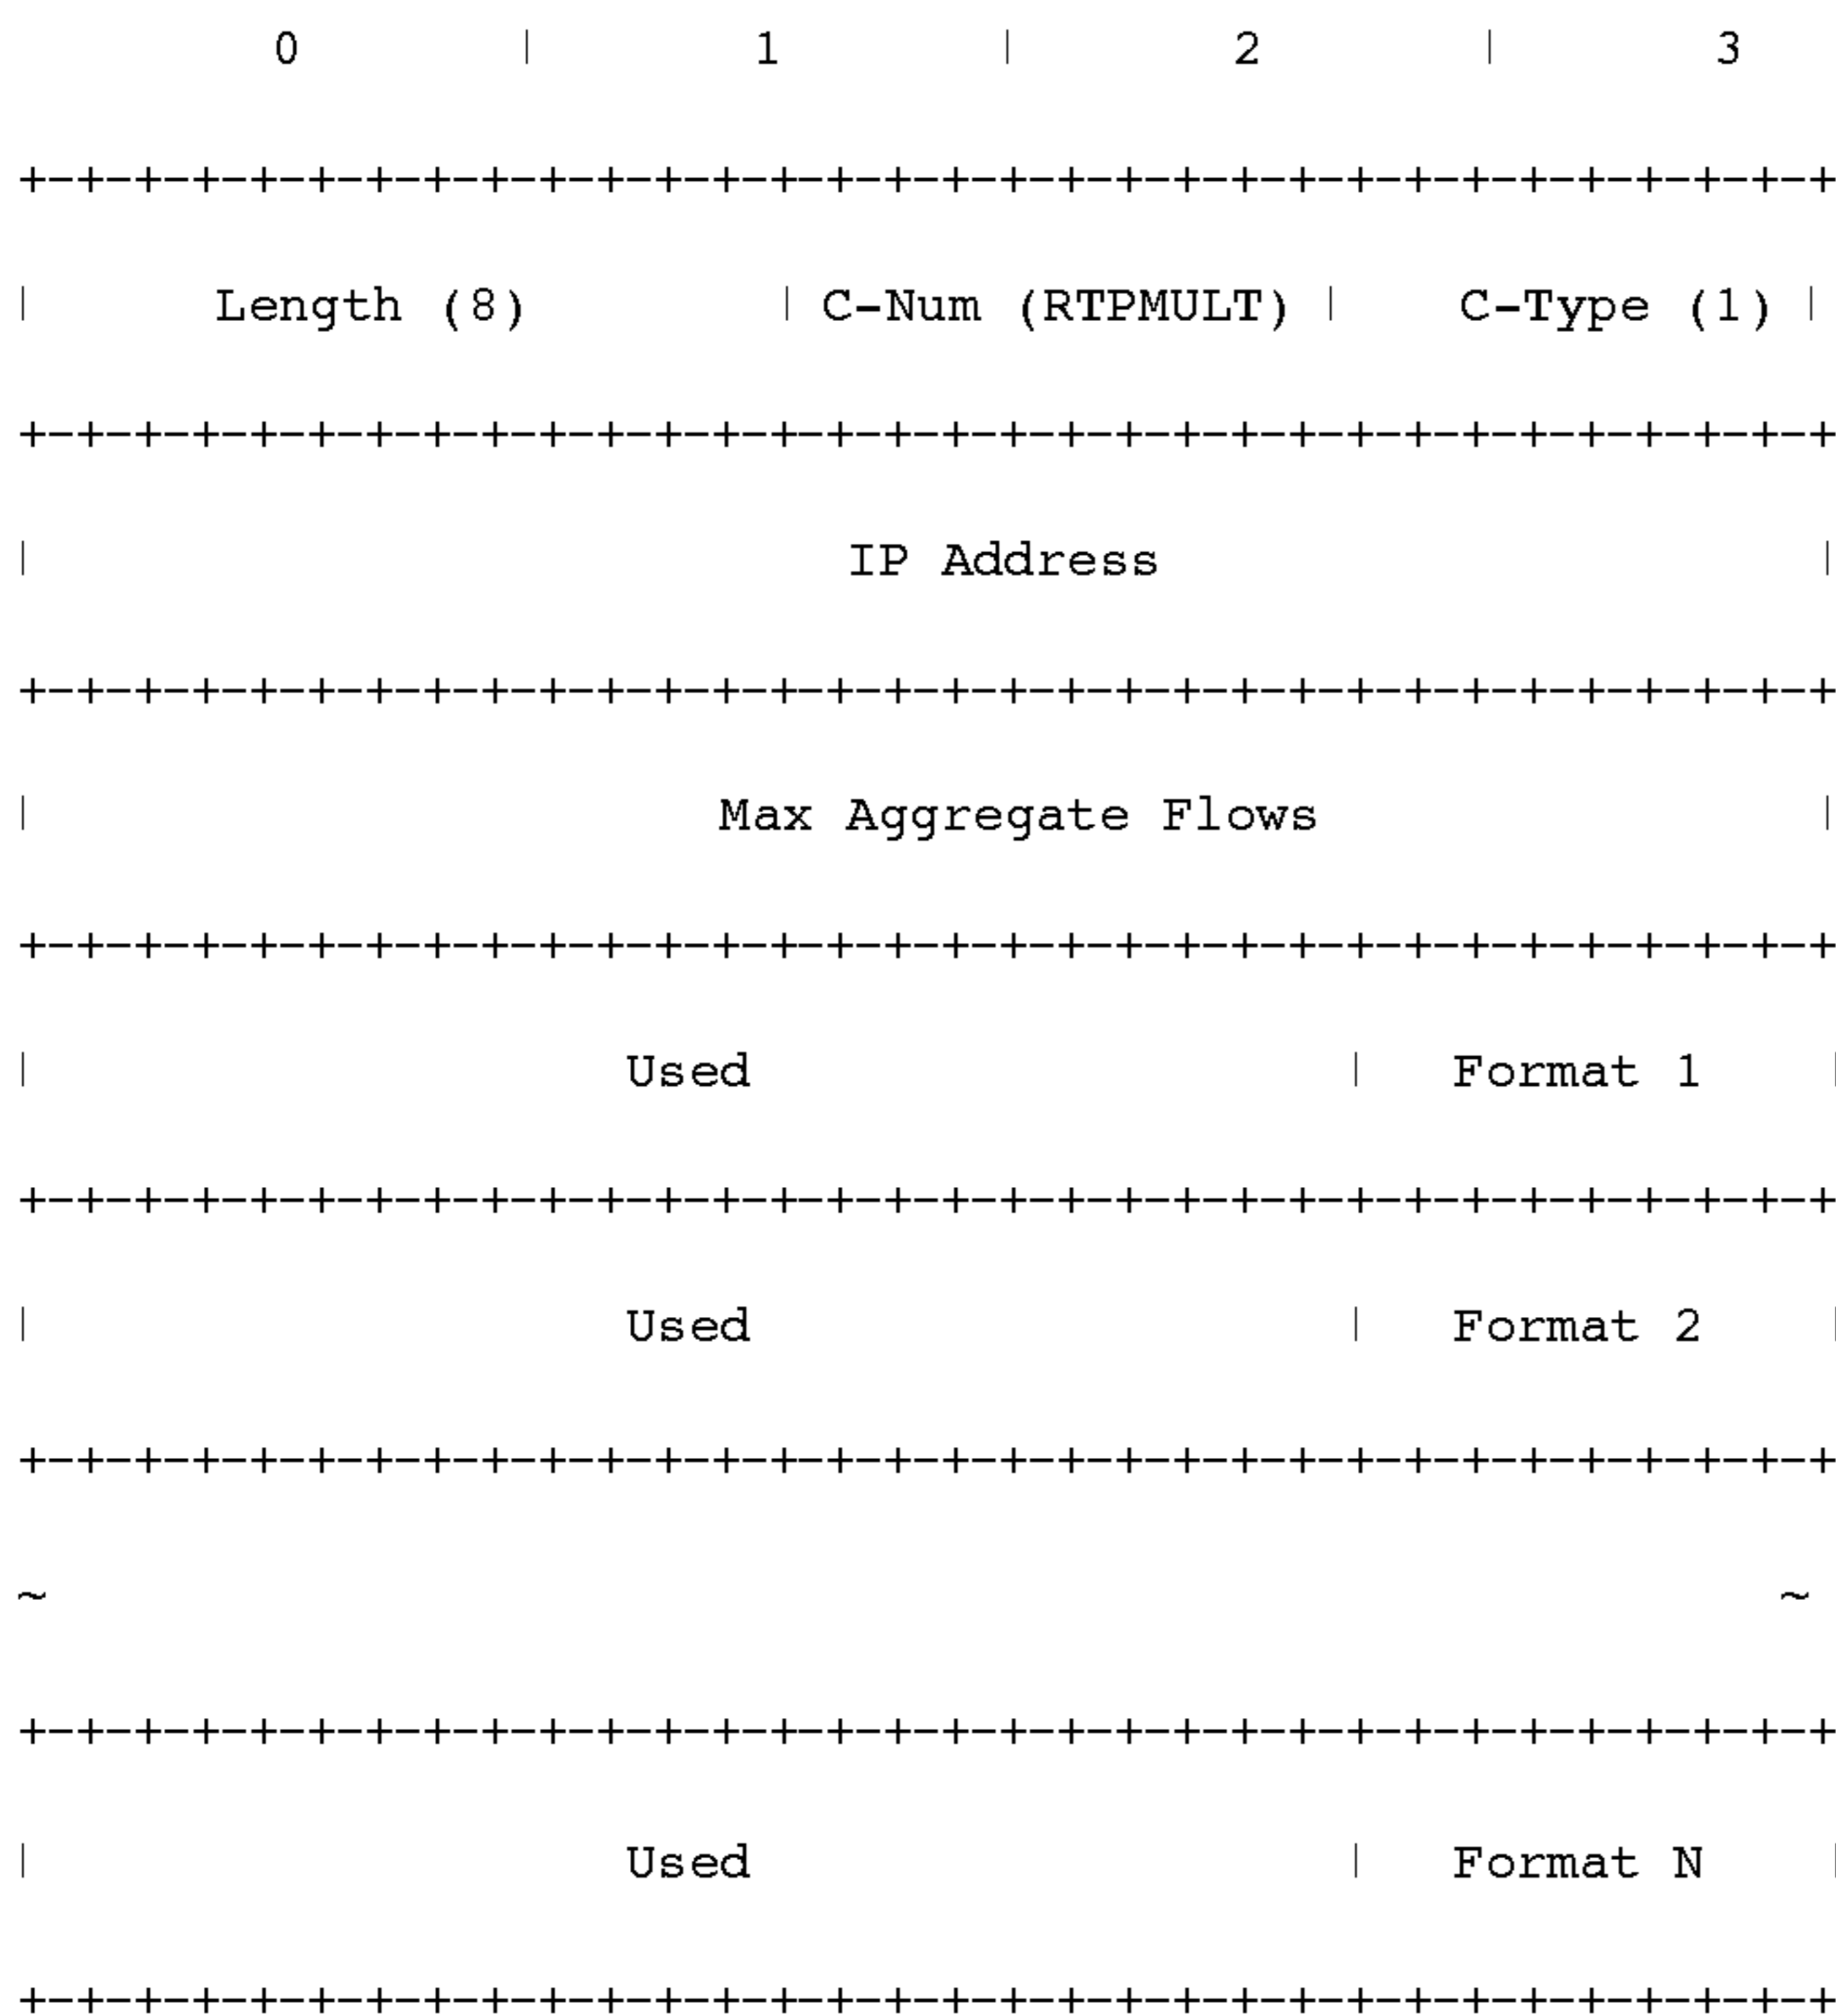 0 | 1 | 2 | 3
+-+-+-+-+-+-+-+-+-+-+-+-+-+-+-+-+-+-+-+-+-+-+-+-+-+-+-+-+-+-+-+
| Length (8) | C-Num (RTPMULT) | C-Type (1) |
+-+-+-+-+-+-+-+-+-+-+-+-+-+-+-+-+-+-+-+-+-+-+-+-+-+-+-+-+-+-+-+
| IP Address |
+-+-+-+-+-+-+-+-+-+-+-+-+-+-+-+-+-+-+-+-+-+-+-+-+-+-+-+-+-+-+-+
| Max Aggregate Flows |
+-+-+-+-+-+-+-+-+-+-+-+-+-+-+-+-+-+-+-+-+-+-+-+-+-+-+-+-+-+-+-+
| Used | Format 1 |
+-+-+-+-+-+-+-+-+-+-+-+-+-+-+-+-+-+-+-+-+-+-+-+-+-+-+-+-+-+-+-+
| Used | Format 2 |
+-+-+-+-+-+-+-+-+-+-+-+-+-+-+-+-+-+-+-+-+-+-+-+-+-+-+-+-+-+-+-+
~ ~
+-+-+-+-+-+-+-+-+-+-+-+-+-+-+-+-+-+-+-+-+-+-+-+-+-+-+-+-+-+-+-+
| Used | Format N |
+-+-+-+-+-+-+-+-+-+-+-+-+-+-+-+-+-+-+-+-+-+-+-+-+-+-+-+-+-+-+-+